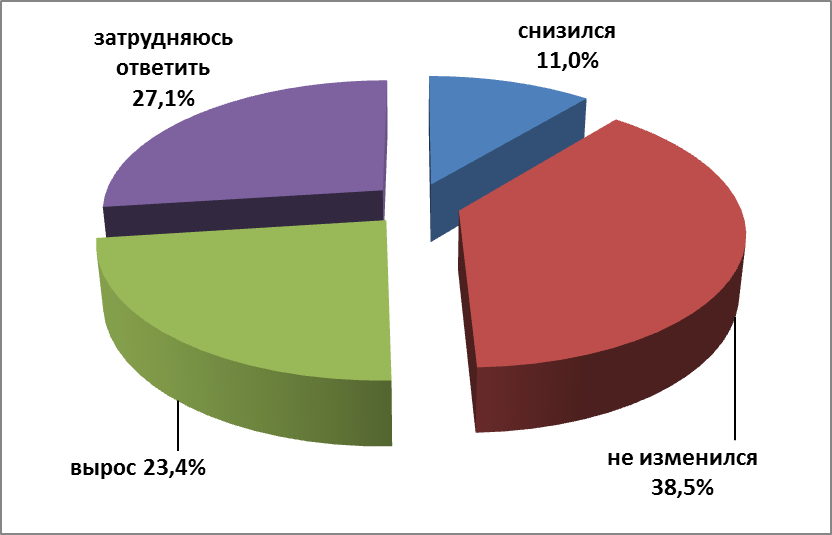 снизился
11,0%
затрудняюсь
ответить
27,1%
вырос 23,4%
не изменился
38,5%